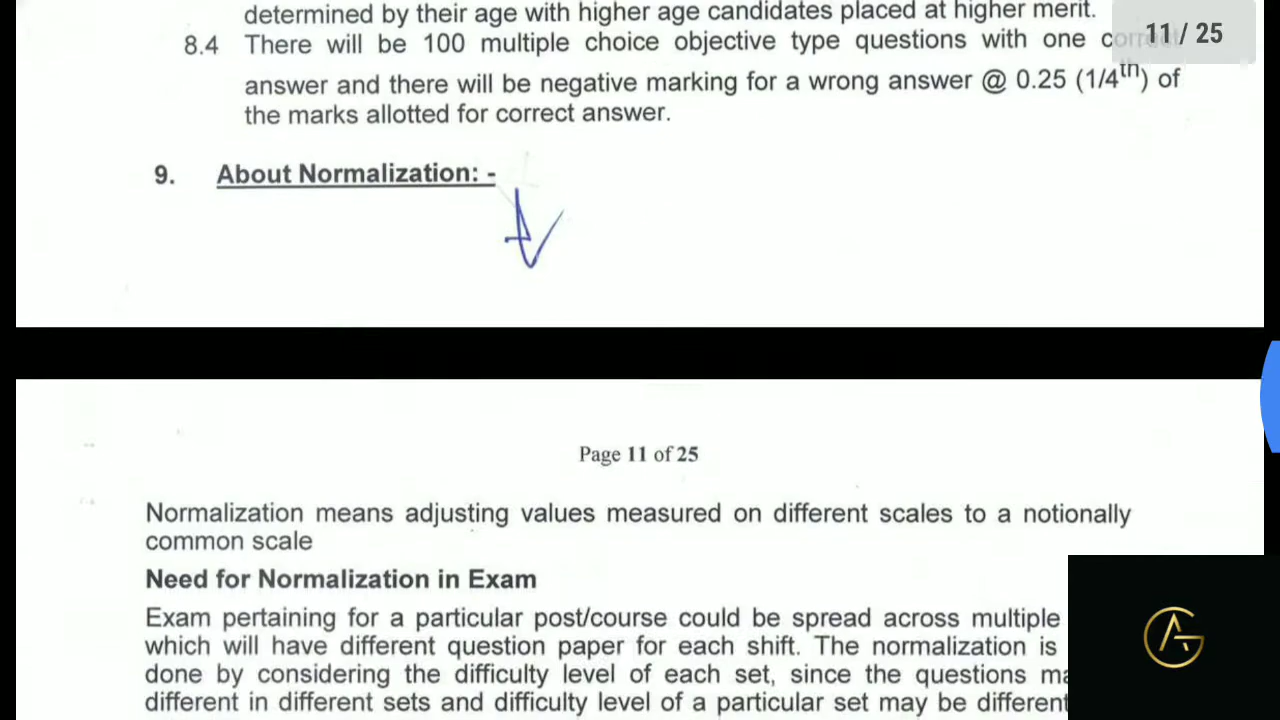 determined by their age with higher age candidates placed at higher merit.
11 / 25
8.4 There will be 100 multiple choice objective type questions with one correct
answer and there will be negative marking for a wrong answer @ 0.25 (1/4th) of
the marks allotted for correct answer.
9. About Normalization: -
Page 11 of 25
Normalization means adjusting values measured on different scales to a notionally
common scale
Need for Normalization in Exam
Exam pertaining for a particular post/course could be spread across multiple
which will have different question paper for each shift. The normalization is
done by considering the difficulty level of each set, since the questions
different in different sets and difficulty level of a particular set may be different